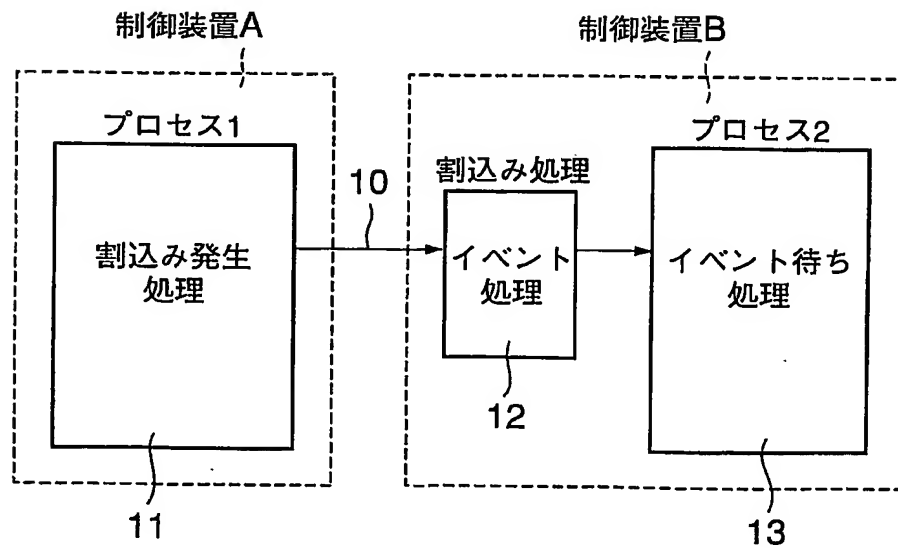 制御装置A
制御装置B
プロセス1
プロセス2
10
割込み処理
割込み発生
処理
イベント
処理
イベント待ち
処理
12
11
13